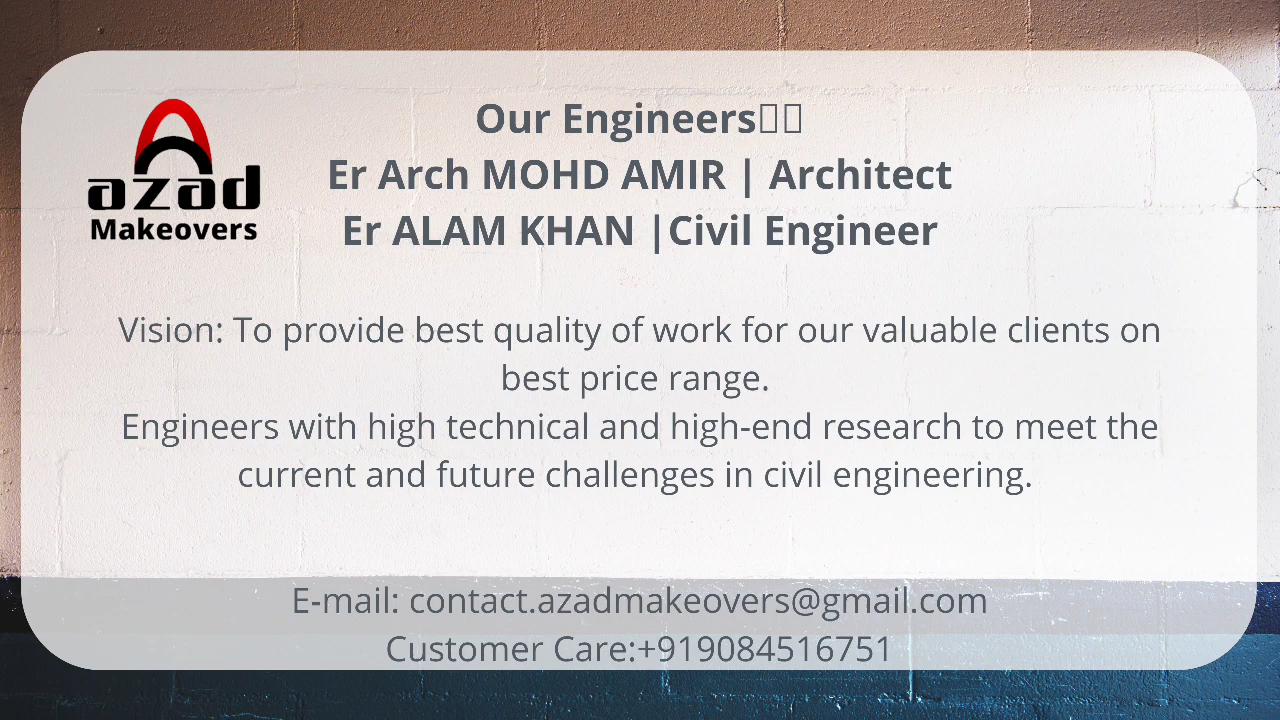 azad
Makeovers
Our Engineers
Er Arch MOHD AMIR | Architect
Er ALAM KHAN |Civil Engineer
Vision: To provide best quality of work for our valuable clients on
best price range.
Engineers with high technical and high-end research to meet the
current and future challenges in civil engineering.
E-mail: contact.azadmakeovers@gmail.com
Customer Care:+919084516751